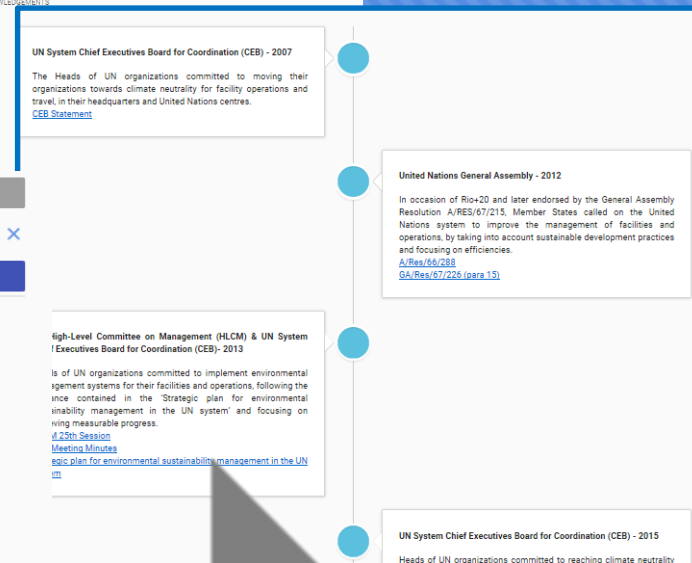 UN System Chief Executives Board for Coordination (CEB) - 2007
The Heads of UN organizations committed to moving their
organizations towards climate neutrality for facility operations and
travel, in their headquarters and United Nations centres.
CEB Statement
United Nations General Assembly - 2012
In occasion of Rio+20 and later endorsed by the General Assembly
Resolution A/RES/67/215, Member States called on the United
Nations system to improve the management of facilities and
operations, by taking into account sustainable development practices
and focusing on efficiencies.
A/Res/66/288
GA/Res/67/226 (para 15)
High-Level Committee on Management (HLCM) & UN System
Executives Board for Coordination (CEB)- 2013
of UN organizations committed to implement environmental
systems for their facilities and operations, following the
contained in the 'Strategic plan for environmental
management in the UN system' and focusing on
measurable progress.
25th Session
Meeting Minutes
plan for environmental sustainability management in the UN
UN System Chief Executives Board for Coordination (CEB) - 2015
Heads of UN organizations committed to reaching climate neutrality